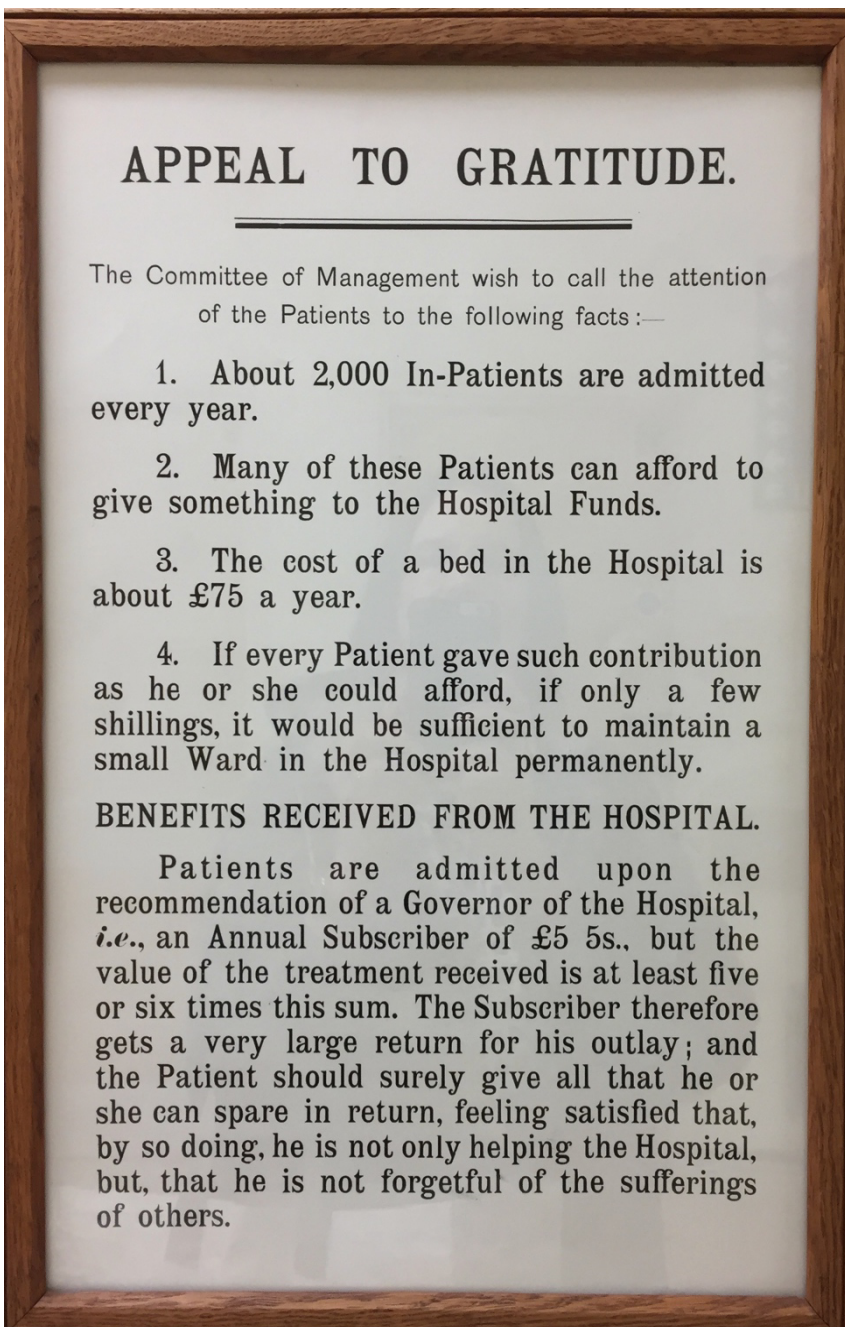 APPEAL TO GRATITUDE.
The Committee of Management wish to call the attention
of the Patients to the following facts:—
1. About 2,000 In-Patients are admitted
every year.
2. Many of these Patients can afford to
give something to the Hospital Funds.
3. The cost of a bed in the Hospital is
about £75 a year.
4. If every Patient gave such contribution
as he or she could afford, if only a few
shillings, it would be sufficient to maintain a
small Ward in the Hospital permanently.
BENEFITS RECEIVED FROM THE HOSPITAL.
Patients are admitted upon the
recommendation of a Governor of the Hospital,
i.e., an Annual Subscriber of £5 5s., but the
value of the treatment received is at least five
or six times this sum. The Subscriber therefore
gets a very large return for his outlay; and
the Patient should surely give all that he or
she can spare in return, feeling satisfied that,
by so doing, he is not only helping the Hospital,
but, that he is not forgetful of the sufferings
of others.